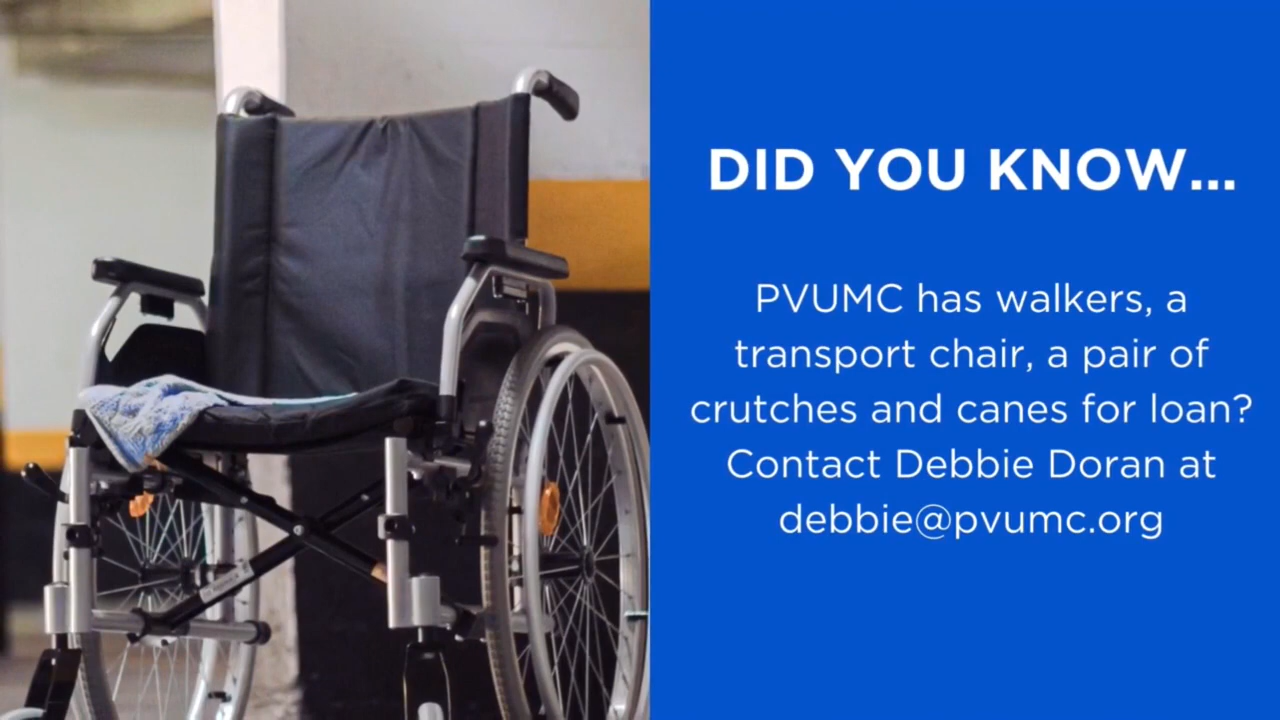 DID YOU KNOW...
PVUMC has walkers, a
transport chair, a pair of
crutches and canes for loan?
Contact Debbie Doran at
debbie@pvumc.org